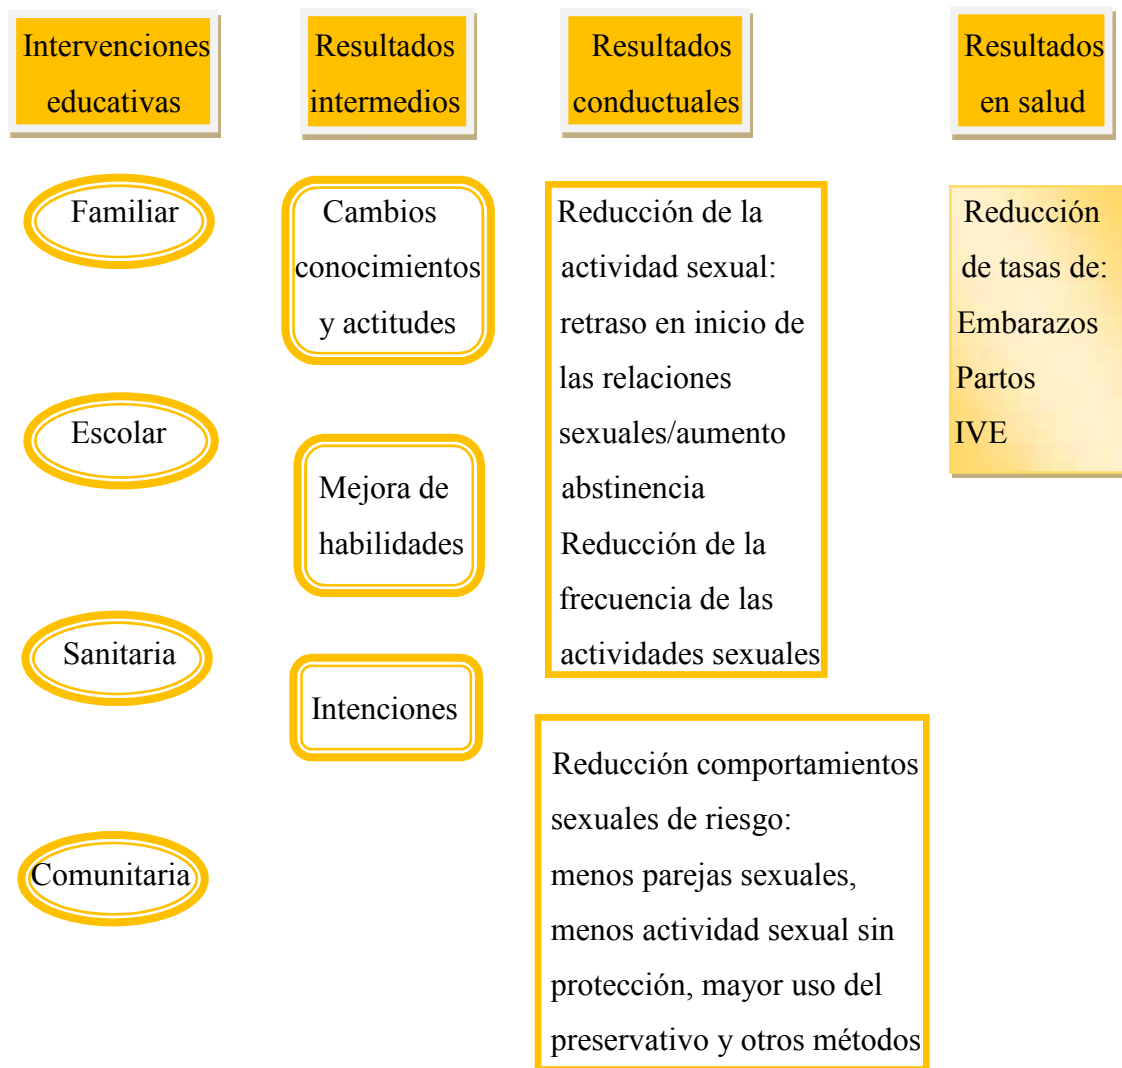 Intervenciones
educativas
Resultados
intermedios
Resultados
conductuales
Resultados
en salud
Familiar
Escolar
Sanitaria
Comunitaria
Cambios
conocimientos
y actitudes
Mejora de
habilidades
Intenciones
Reducción de la
actividad sexual:
retraso en inicio de
las relaciones
sexuales/aumento
abstinencia
Reducción de la
frecuencia de las
actividades sexuales
Reducción comportamientos
sexuales de riesgo:
menos parejas sexuales,
menos actividad sexual sin
protección, mayor uso del
preservativo y otros métodos
Reducción
de tasas de:
Embarazos
Partos
IVE